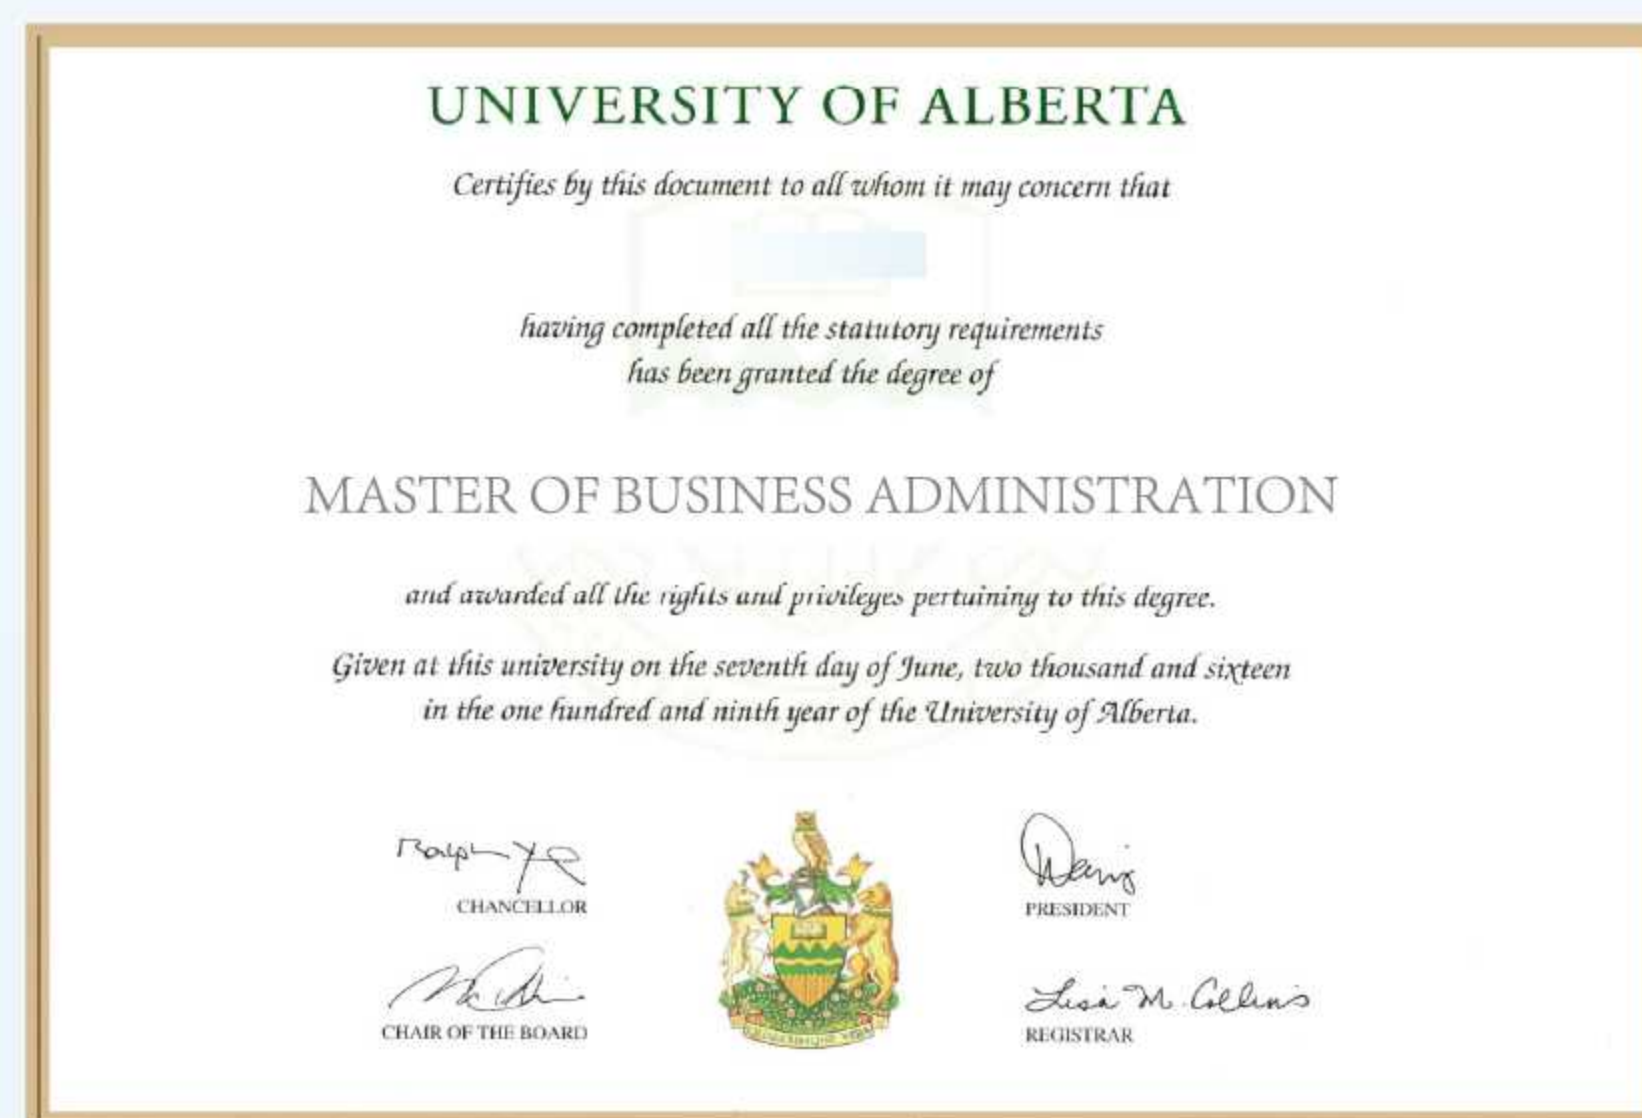 UNIVERSITY OF ALBERTA
Certifies by this document to all whom it may concern that
having completed all the statutory requirements
has been granted the degree of
MASTER OF BUSINESS ADMINISTRATION
and awarded all the rights and privileges pertaining to this degree.
Given at this university on the seventh day of June, two thousand and sixteen
in the one hundred and ninth year of the University of Alberta.
CHANCELLOR
PRESIDENT
Lisa M. Collins
CHAIR OF THE BOARD
REGISTRAR